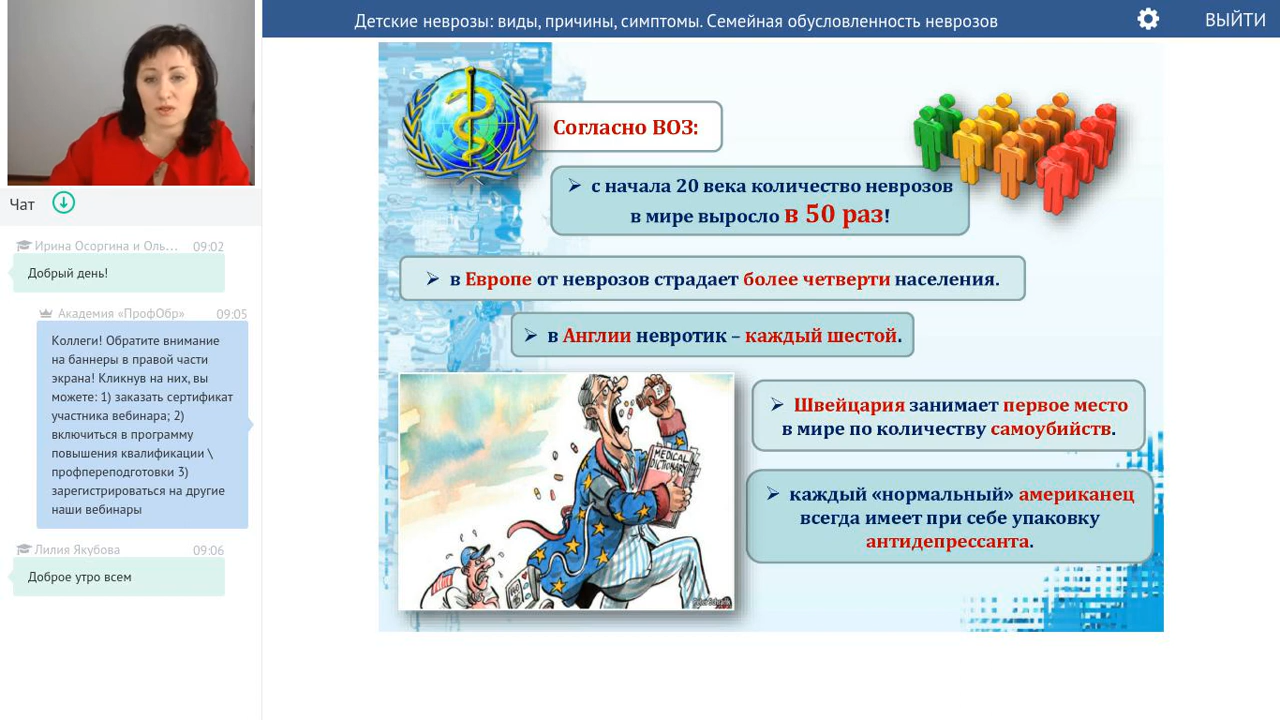 Детские неврозы: виды, причины, симптомы. Семейная обусловленность неврозов
ВЫЙТИ
Чат
Ирина Осоргина и Оль...
09:02
Добрый день!
Академия «ПрофОбр»
09:05
Коллеги! Обратите внимание
на баннеры в правой части
экрана! Кликнув на них, вы
можете: 1) заказать сертификат
участника вебинара; 2)
включиться в программу
повышения квалификации \
профпереподготовки 3)
зарегистрироваться на другие
наши вебинары
Лилия Якубова
09:06
Доброе утро всем
Согласно ВОЗ:
с начала 20 века количество неврозов
в мире выросло в 50 раз!
в Европе от неврозов страдает более четверти населения.
в Англии невротик – каждый шестой.
MEDICAL
DICTIONARY
Швейцария занимает первое место
в мире по количеству самоубийств.
каждый «нормальный» американец
всегда имеет при себе упаковку
антидепрессанта.